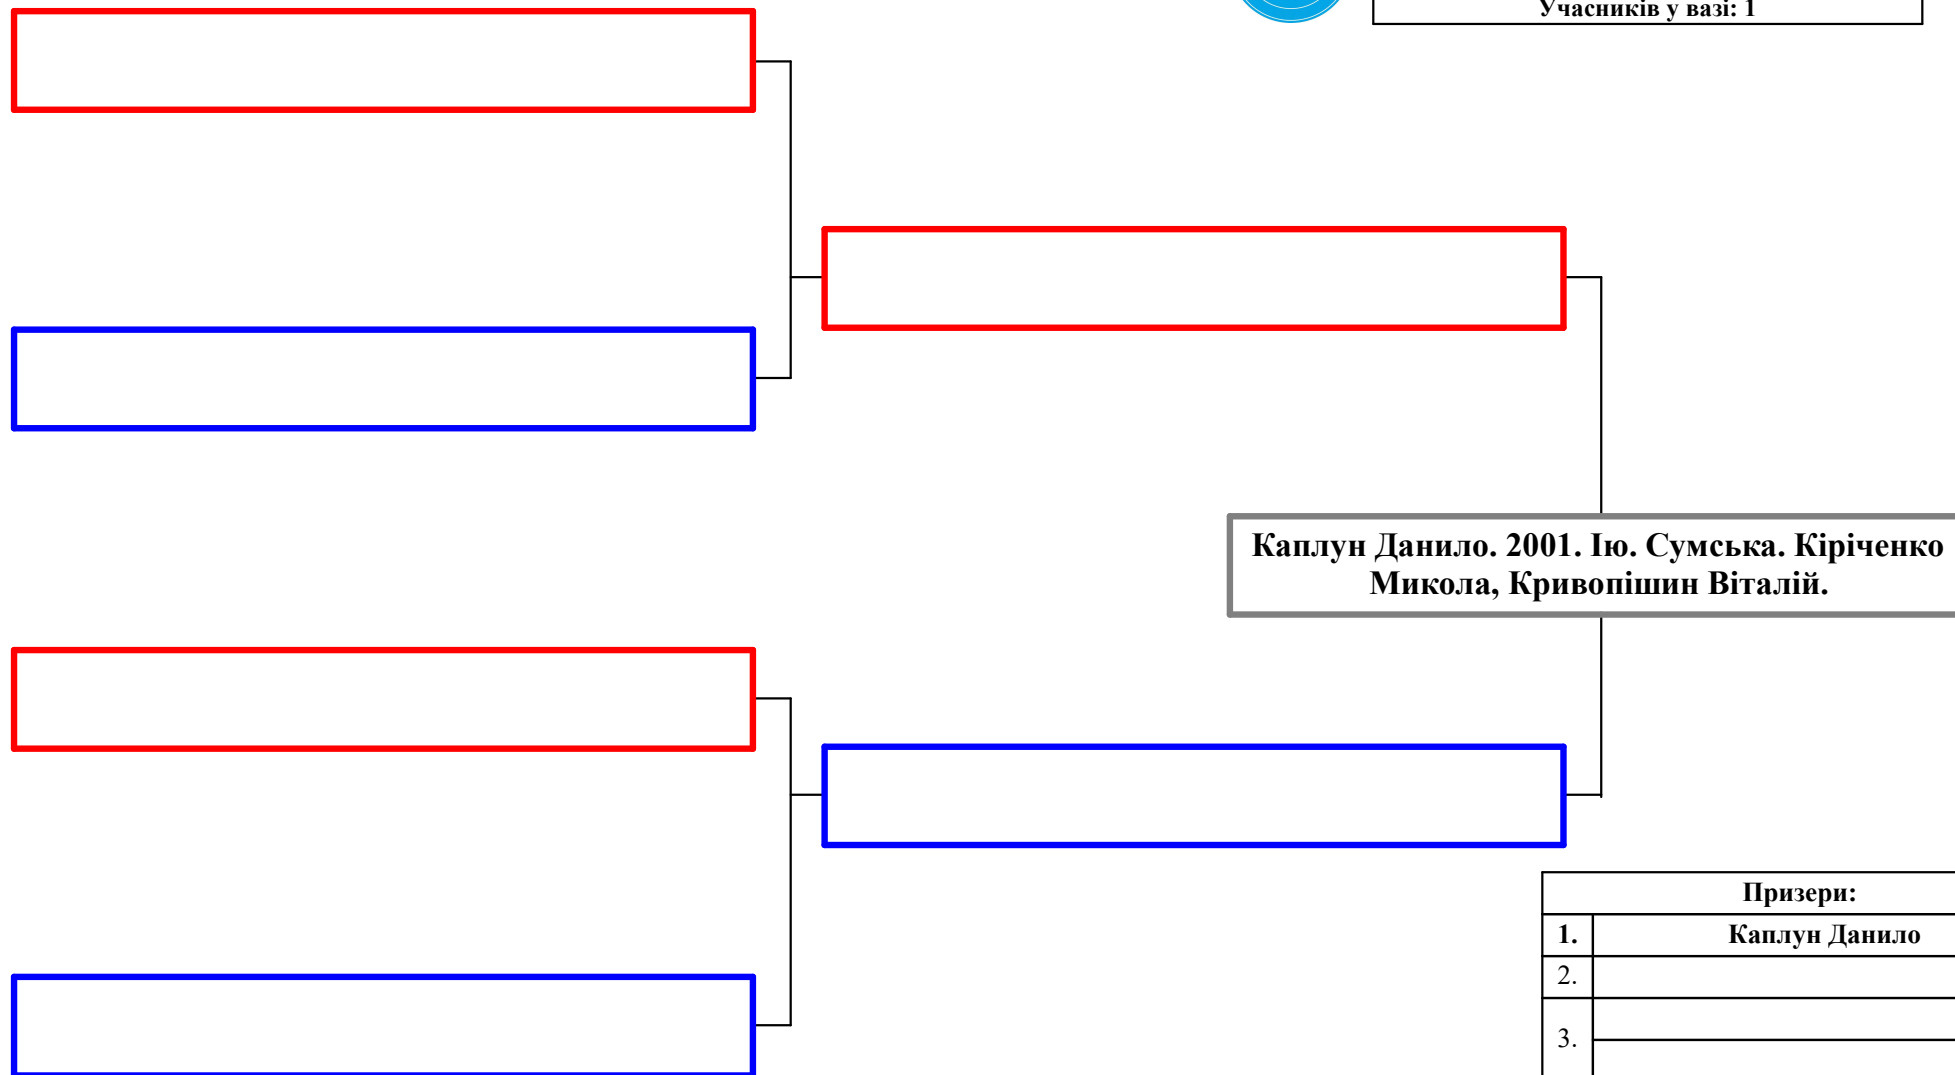 Учасників у вазі: 1
Каплун Данило. 2001. Ію. Сумська. Кіріченко
Микола, Кривопішин Віталій.
Призери:
1. Каплун Данило
2.
3.